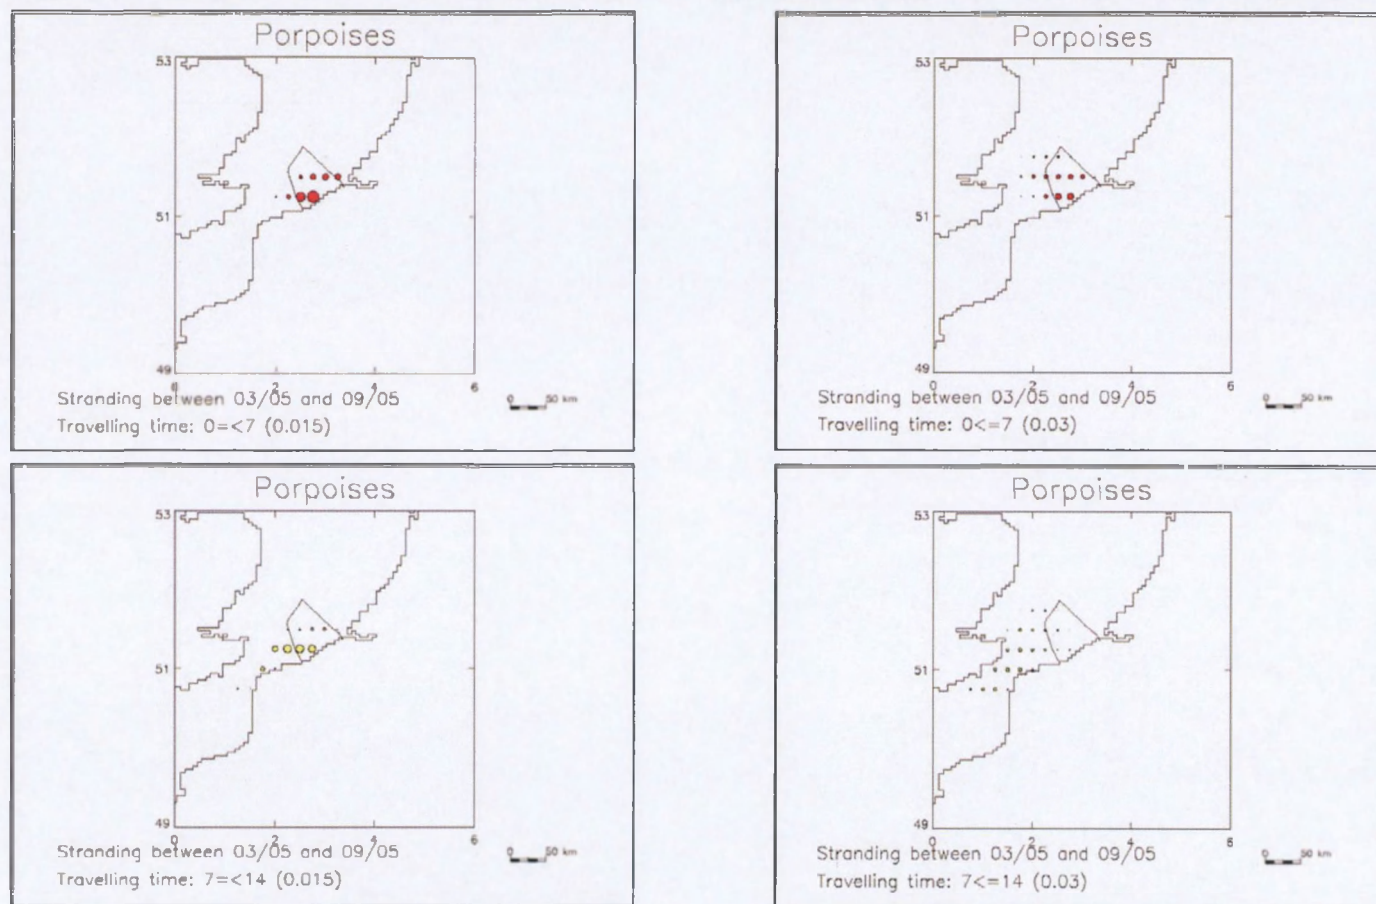 Porpoises
53
51
49
0 2 4 6
Stranding between 03/05 and 09/05
50 km
Travelling time: 0=<7 (0.015)
Porpoises
53
51
49
0 2 4 6
Stranding between 03/05 and 09/05
50 km
Travelling time: 0<=7 (0.03)
Porpoises
53
51
49
0 2 4 6
Stranding between 03/05 and 09/05
0 50 km
Travelling time: 7=<14 (0.015)
Porpoises
53
51
49
0 2 4 6
Stranding between 03/05 and 09/05
0 50 km
Travelling time: 7<=14 (0.03)